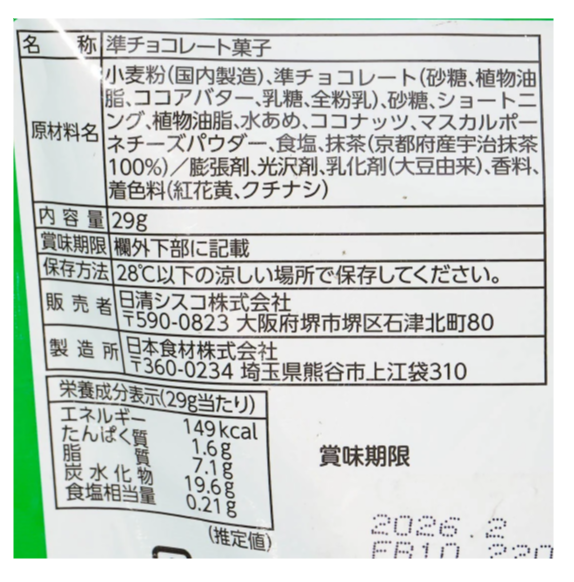 名 称 準チョコレート菓子
原材料名 小麦粉(国内製造)、準チョコレート(砂糖、植物油
脂、ココアバター、乳糖、全粉乳)、砂糖、ショートニ
ング、植物油脂、水あめ、ココナッツ、マスカルポー
ネチーズパウダー、食塩、抹茶(京都府産宇治抹茶
100%)/膨張剤、光沢剤、乳化剤(大豆由来)、香料、
着色料(紅花黄、クチナシ)
内容量 29g
賞味期限 欄外下部に記載
保存方法 28℃以下の涼しい場所で保存してください。
販売者 日清シスコ株式会社
〒590-0823 大阪府堺市堺区石津北町80
製造所 日本食材株式会社
〒360-0234 埼玉県熊谷市上江袋310
栄養成分表示(29g当たり)
エネルギー 149kcal
たんぱく質 1.6g
脂質 7.1g
炭水化物 19.6g
食塩相当量 0.21g
(推定値)
賞味期限
2026.2